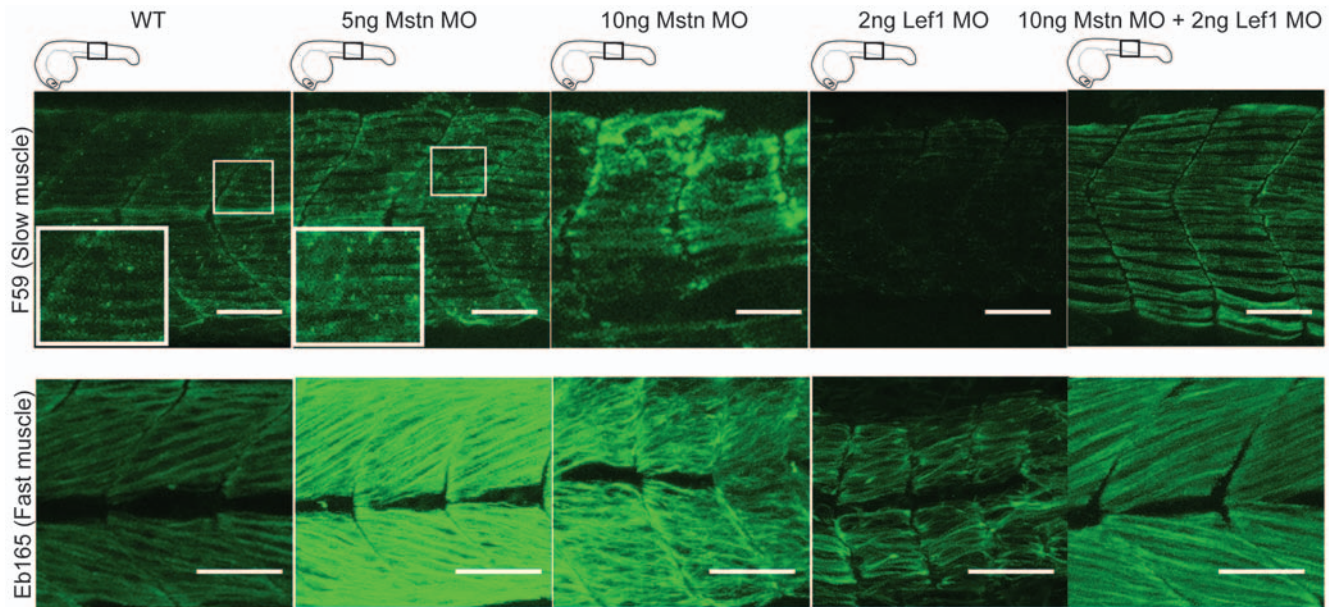 WT 5ng Mstn MO 10ng Mstn MO 2ng Lef1 MO 10ng Mstn MO + 2ng Lef1 MO
F59 (Slow muscle)
Eb165 (Fast muscle)